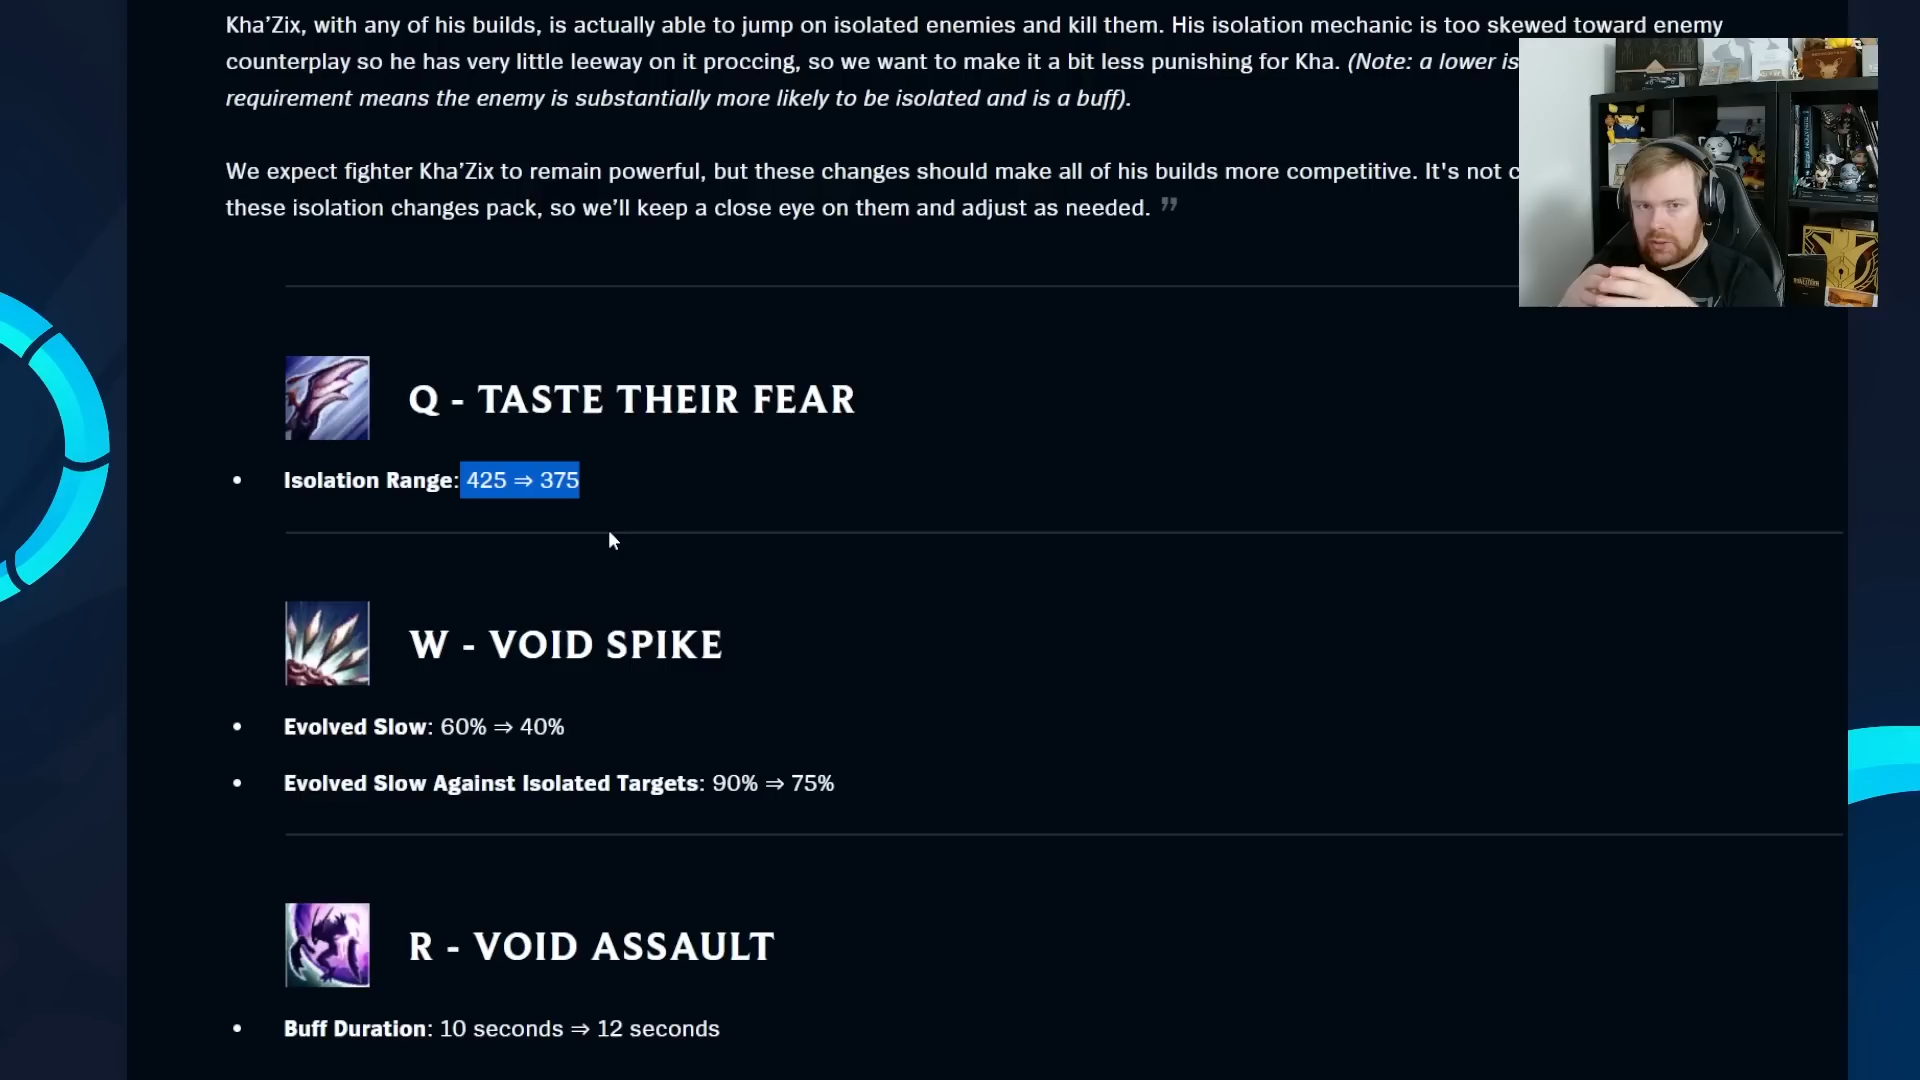 Kha’Zix, with any of his builds, is actually able to jump on isolated enemies and kill them. His isolation mechanic is too skewed toward enemy
counterplay so he has very little leeway on it proccing, so we want to make it a bit less punishing for Kha. (Note: a lower is
requirement means the enemy is substantially more likely to be isolated and is a buff).
We expect fighter Kha’Zix to remain powerful, but these changes should make all of his builds more competitive. It's not c
these isolation changes pack, so we’ll keep a close eye on them and adjust as needed. ”
Q - TASTE THEIR FEAR
• Isolation Range: 425 ⇒ 375
W - VOID SPIKE
• Evolved Slow: 60% ⇒ 40%
• Evolved Slow Against Isolated Targets: 90% ⇒ 75%
R - VOID ASSAULT
• Buff Duration: 10 seconds ⇒ 12 seconds